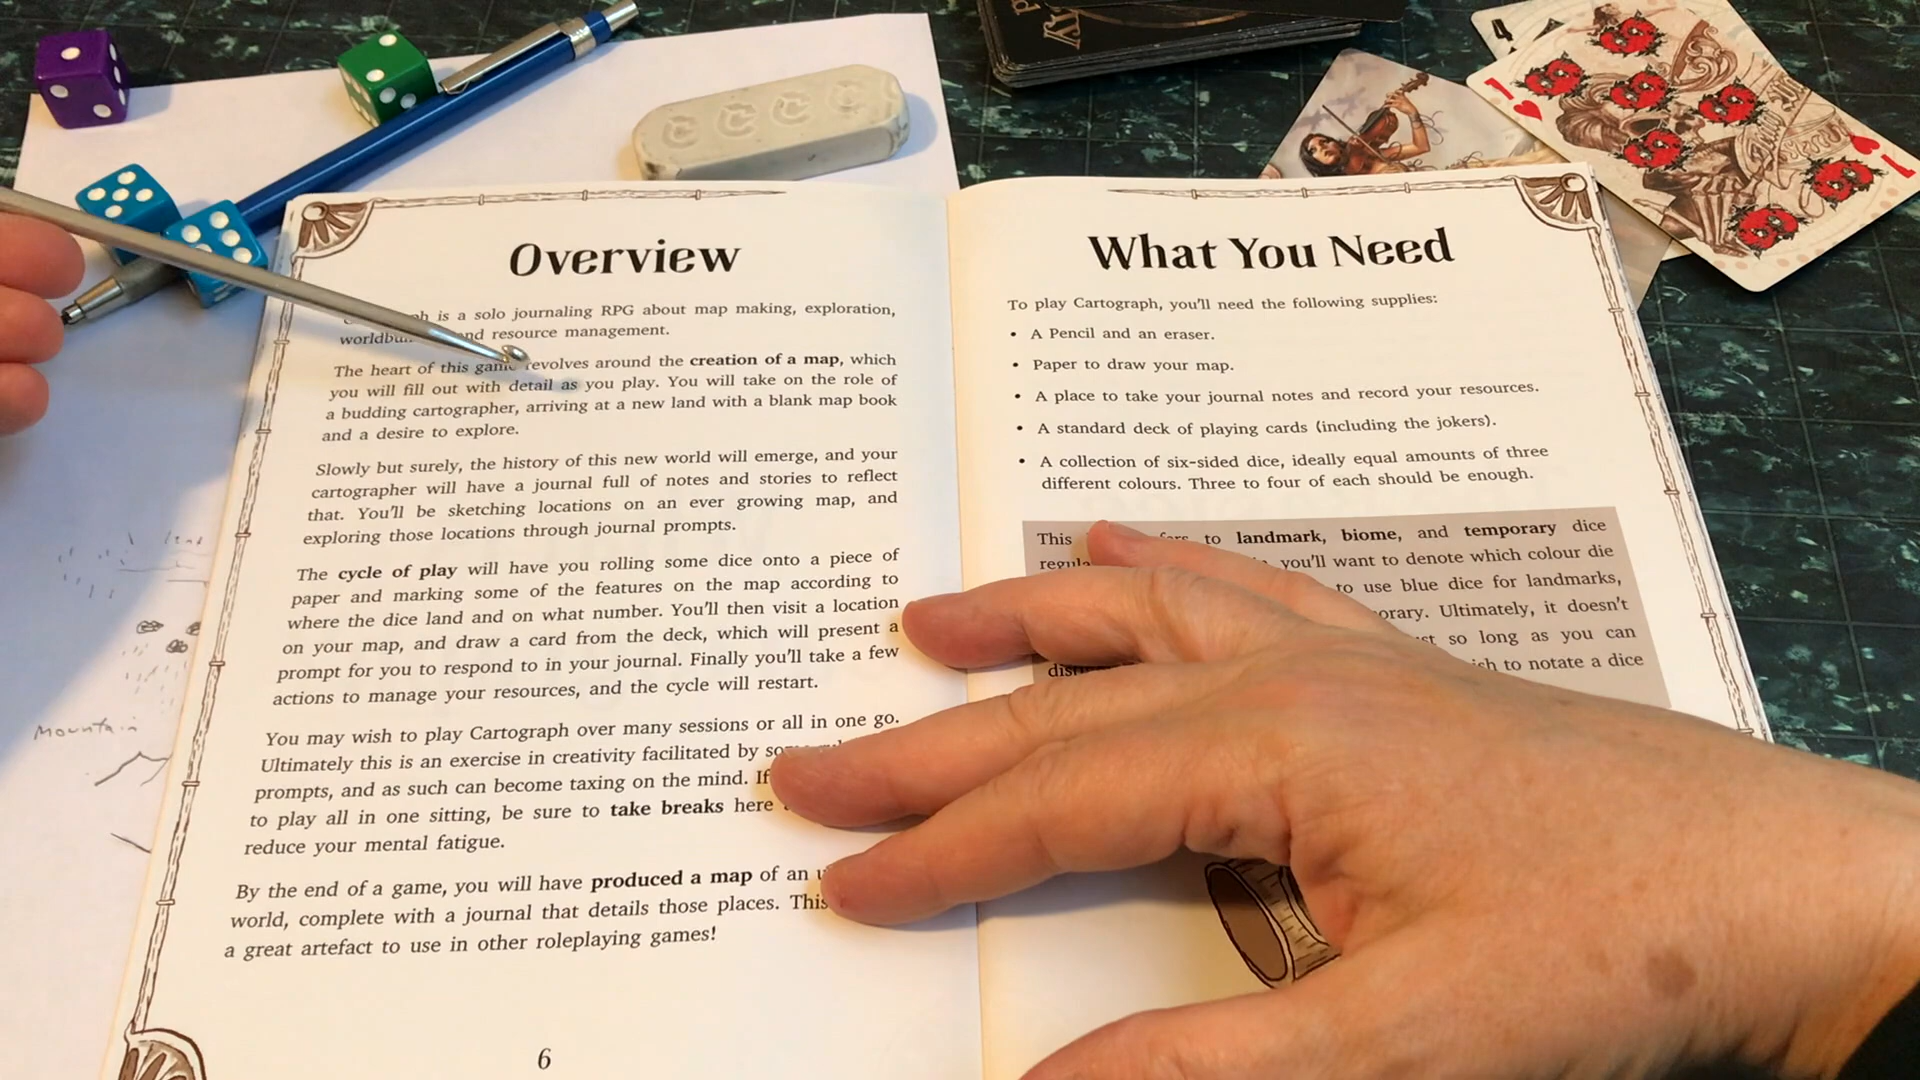 Overview
is a solo journaling RPG about map making, exploration,
and resource management.
The heart of this game revolves around the creation of a map, which
you will fill out with detail as you play. You will take on the role of
a budding cartographer, arriving at a new land with a blank map book
and a desire to explore.
Slowly but surely, the history of this new world will emerge, and your
cartographer will have a journal full of notes and stories to reflect
that. You'll be sketching locations on an ever growing map, and
exploring those locations through journal prompts.
The cycle of play will have you rolling some dice onto a piece of
paper and marking some of the features on the map according to
where the dice land and on what number. You'll then visit a location
on your map, and draw a card from the deck, which will present a
prompt for you to respond to in your journal. Finally you'll take a few
actions to manage your resources, and the cycle will restart.
You may wish to play Cartograph over many sessions or all in one go.
Ultimately this is an exercise in creativity facilitated by
prompts, and as such can become taxing on the mind. If
to play all in one sitting, be sure to take breaks here
reduce your mental fatigue.
By the end of a game, you will have produced a map of an
world, complete with a journal that details those places. This
a great artefact to use in other roleplaying games!
6
What You Need
To play Cartograph, you'll need the following supplies:
• A Pencil and an eraser.
• Paper to draw your map.
• A place to take your journal notes and record your resources.
• A standard deck of playing cards (including the jokers).
• A collection of six-sided dice, ideally equal amounts of three
different colours. Three to four of each should be enough.
This to landmark, biome, and temporary dice
you'll want to denote which colour die
to use blue dice for landmarks,
Ultimately, it doesn't
so long as you can
to notate a dice
Mountain
4